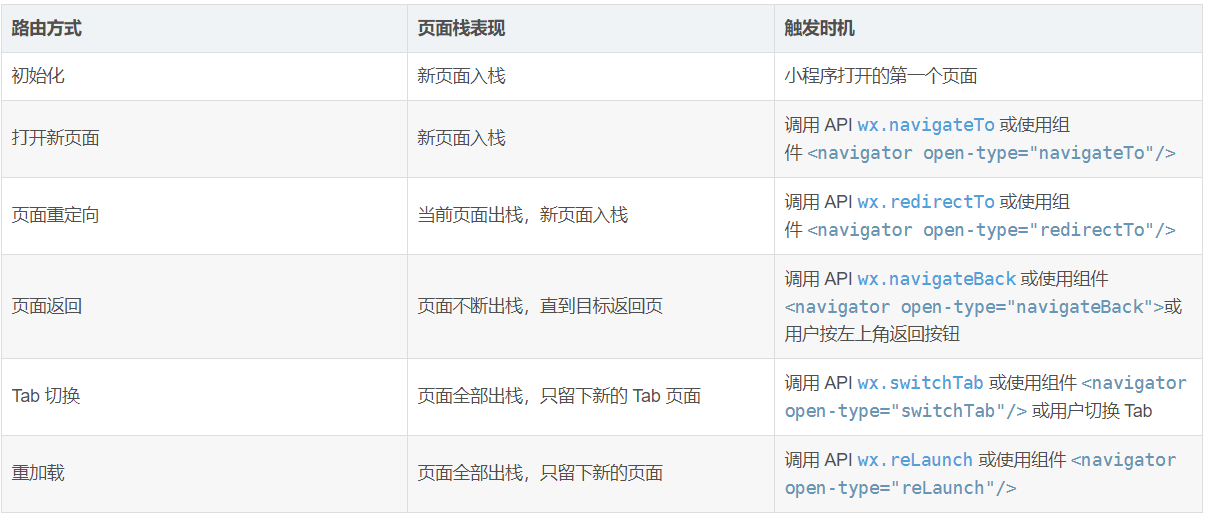 路由方式 页面栈表现 触发时机
初始化 新页面入栈 小程序打开的第一个页面
打开新页面 新页面入栈 调用 API wx.navigateTo 或使用组
件 <navigator open-type="navigateTo"/>
页面重定向 当前页面出栈，新页面入栈 调用 API wx.redirectTo 或使用组
件 <navigator open-type="redirectTo"/>
页面返回 页面不断出栈，直到目标返回页 调用 API wx.navigateBack 或使用组件
<navigator open-type="navigateBack">或
用户按左上角返回按钮
Tab 切换 页面全部出栈，只留下新的 Tab 页面 调用 API wx.switchTab 或使用组件 <navigator
open-type="switchTab"/> 或用户切换 Tab
重加载 页面全部出栈，只留下新的页面 调用 API wx.reLaunch 或使用组件 <navigator
open-type="reLaunch"/>